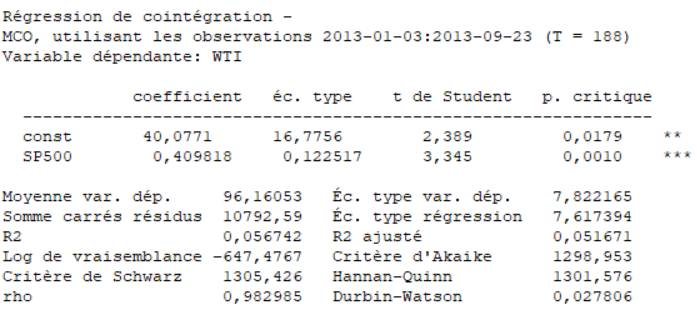 Régression de cointégration -
MCO, utilisant les observations 2013-01-03:2013-09-23 (T = 188)
Variable dépendante: WTI
coefficient éc. type t de Student p. critique
------------------------------------------------------------------
const 40,0771 16,7756 2,389 0,0179 **
SP500 0,409818 0,122517 3,345 0,0010 ***
Moyenne var. dép. 96,16053 Éc. type var. dép. 7,822165
Somme carrés résidus 10792,59 Éc. type régression 7,617394
R2 0,056742 R2 ajusté 0,051671
Log de vraisemblance -647,4767 Critère d'Akaike 1298,953
Critère de Schwarz 1305,426 Hannan-Quinn 1301,576
rho 0,982985 Durbin-Watson 0,027806